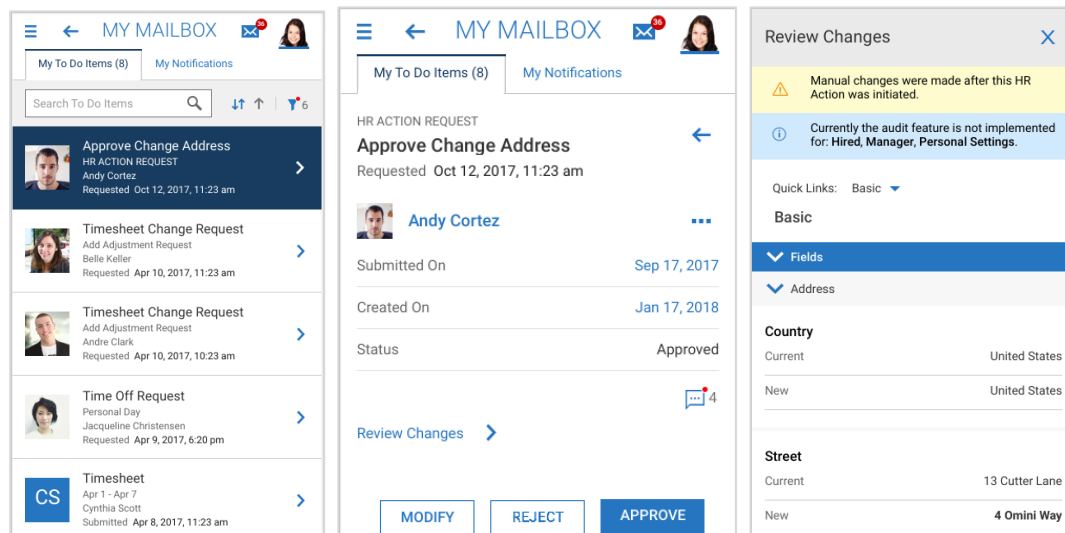 MY MAILBOX
36
My To Do Items (8)
My Notifications
Search To Do Items
6
Approve Change Address
HR ACTION REQUEST
Andy Cortez
Requested Oct 12, 2017, 11:23 am
Timesheet Change Request
Add Adjustment Request
Belle Keller
Requested Apr 10, 2017, 11:23 am
Timesheet Change Request
Add Adjustment Request
Andre Clark
Requested Apr 10, 2017, 10:23 am
Time Off Request
Personal Day
Jacqueline Christensen
Requested Apr 9, 2017, 6:20 pm
CS
Timesheet
Apr 1 - Apr 7
Cynthia Scott
Submitted Apr 8, 2017, 11:23 am
MY MAILBOX
36
My To Do Items (8)
My Notifications
HR ACTION REQUEST
Approve Change Address
Requested Oct 12, 2017, 11:23 am
Andy Cortez
Submitted On Sep 17, 2017
Created On Jan 17, 2018
Status Approved
4
Review Changes
MODIFY
REJECT
APPROVE
Review Changes
X
Manual changes were made after this HR
Action was initiated.
Currently the audit feature is not implemented
for: Hired, Manager, Personal Settings.
Quick Links: Basic
Basic
Fields
Address
Country
Current United States
New United States
Street
Current 13 Cutter Lane
New 4 Omini Way